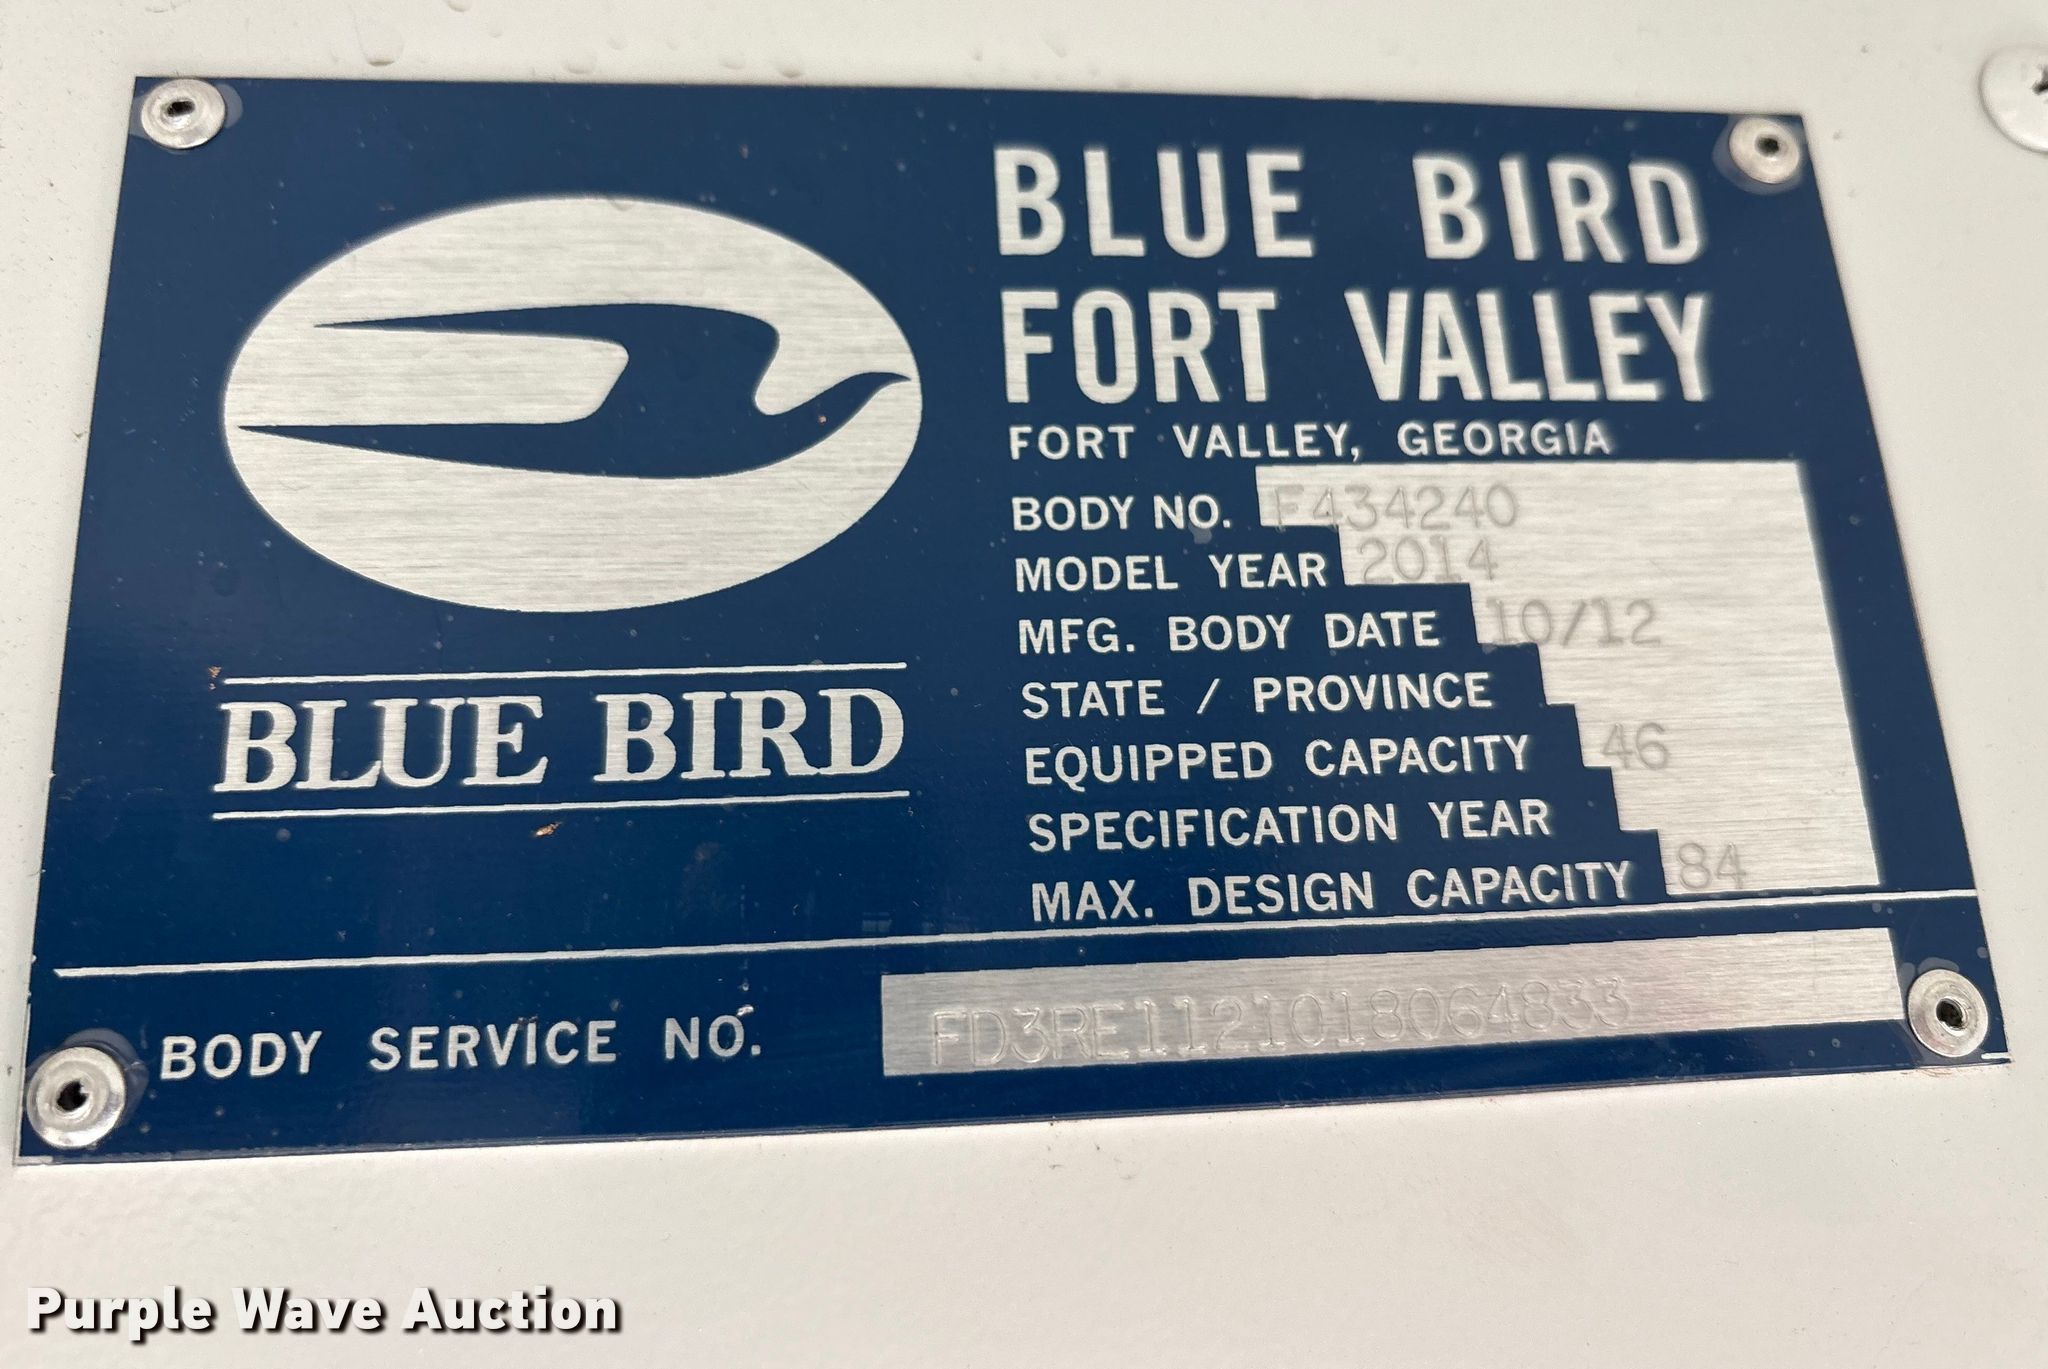 BLUE BIRD
FORT VALLEY
FORT VALLEY, GEORGIA
BODY NO. F434240
MODEL YEAR 2014
MFG. BODY DATE 10/12
STATE / PROVINCE
EQUIPPED CAPACITY 46
SPECIFICATION YEAR
MAX. DESIGN CAPACITY 84
BLUE BIRD
BODY SERVICE NO. FD3RE1121018064833
Purple Wave Auction